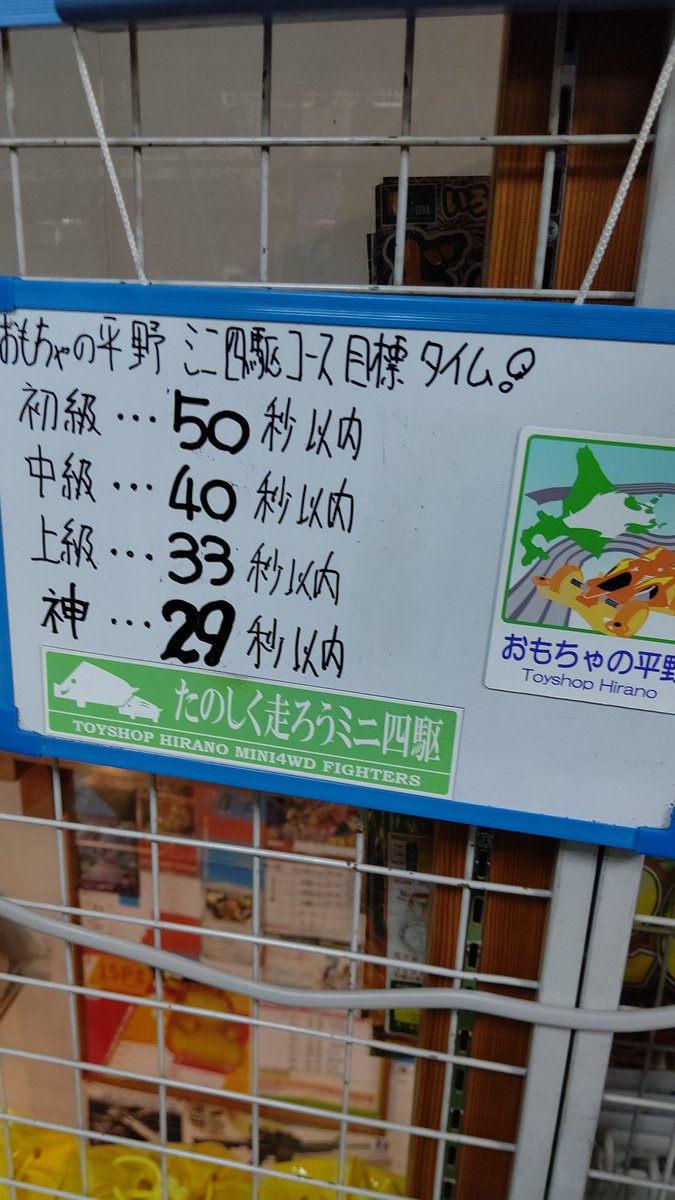 おもちゃの平野 ミニ四駆コース目標タイム!
初級…50秒以内
中級…40秒以内
上級…33秒以内
神…29秒以内
おもちゃの平野
Toyshop Hirano
たのしく走ろうミニ四駆
TOYSHOP HIRANO MINI4WD FIGHTERS